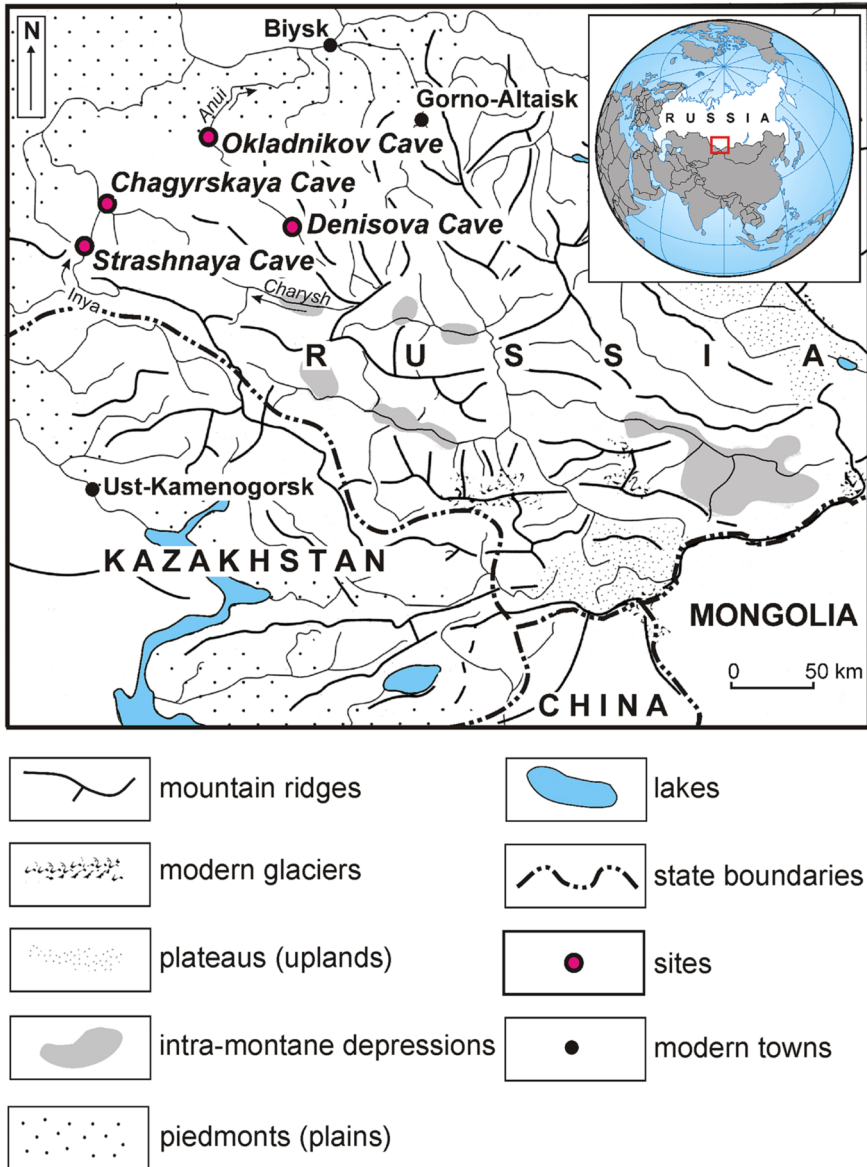 N
Biysk
Anui
Gorno-Altaisk
Okladnikov Cave
Chagyrskaya Cave
Denisova Cave
Strashnaya Cave
Charysh
Inya
RUSSIA
RUSSIA
Ust-Kamenogorsk
KAZAKHSTAN
MONGOLIA
0 50 km
CHINA
mountain ridges
lakes
modern glaciers
state boundaries
plateaus (uplands)
sites
intra-montane depressions
modern towns
piedmonts (plains)